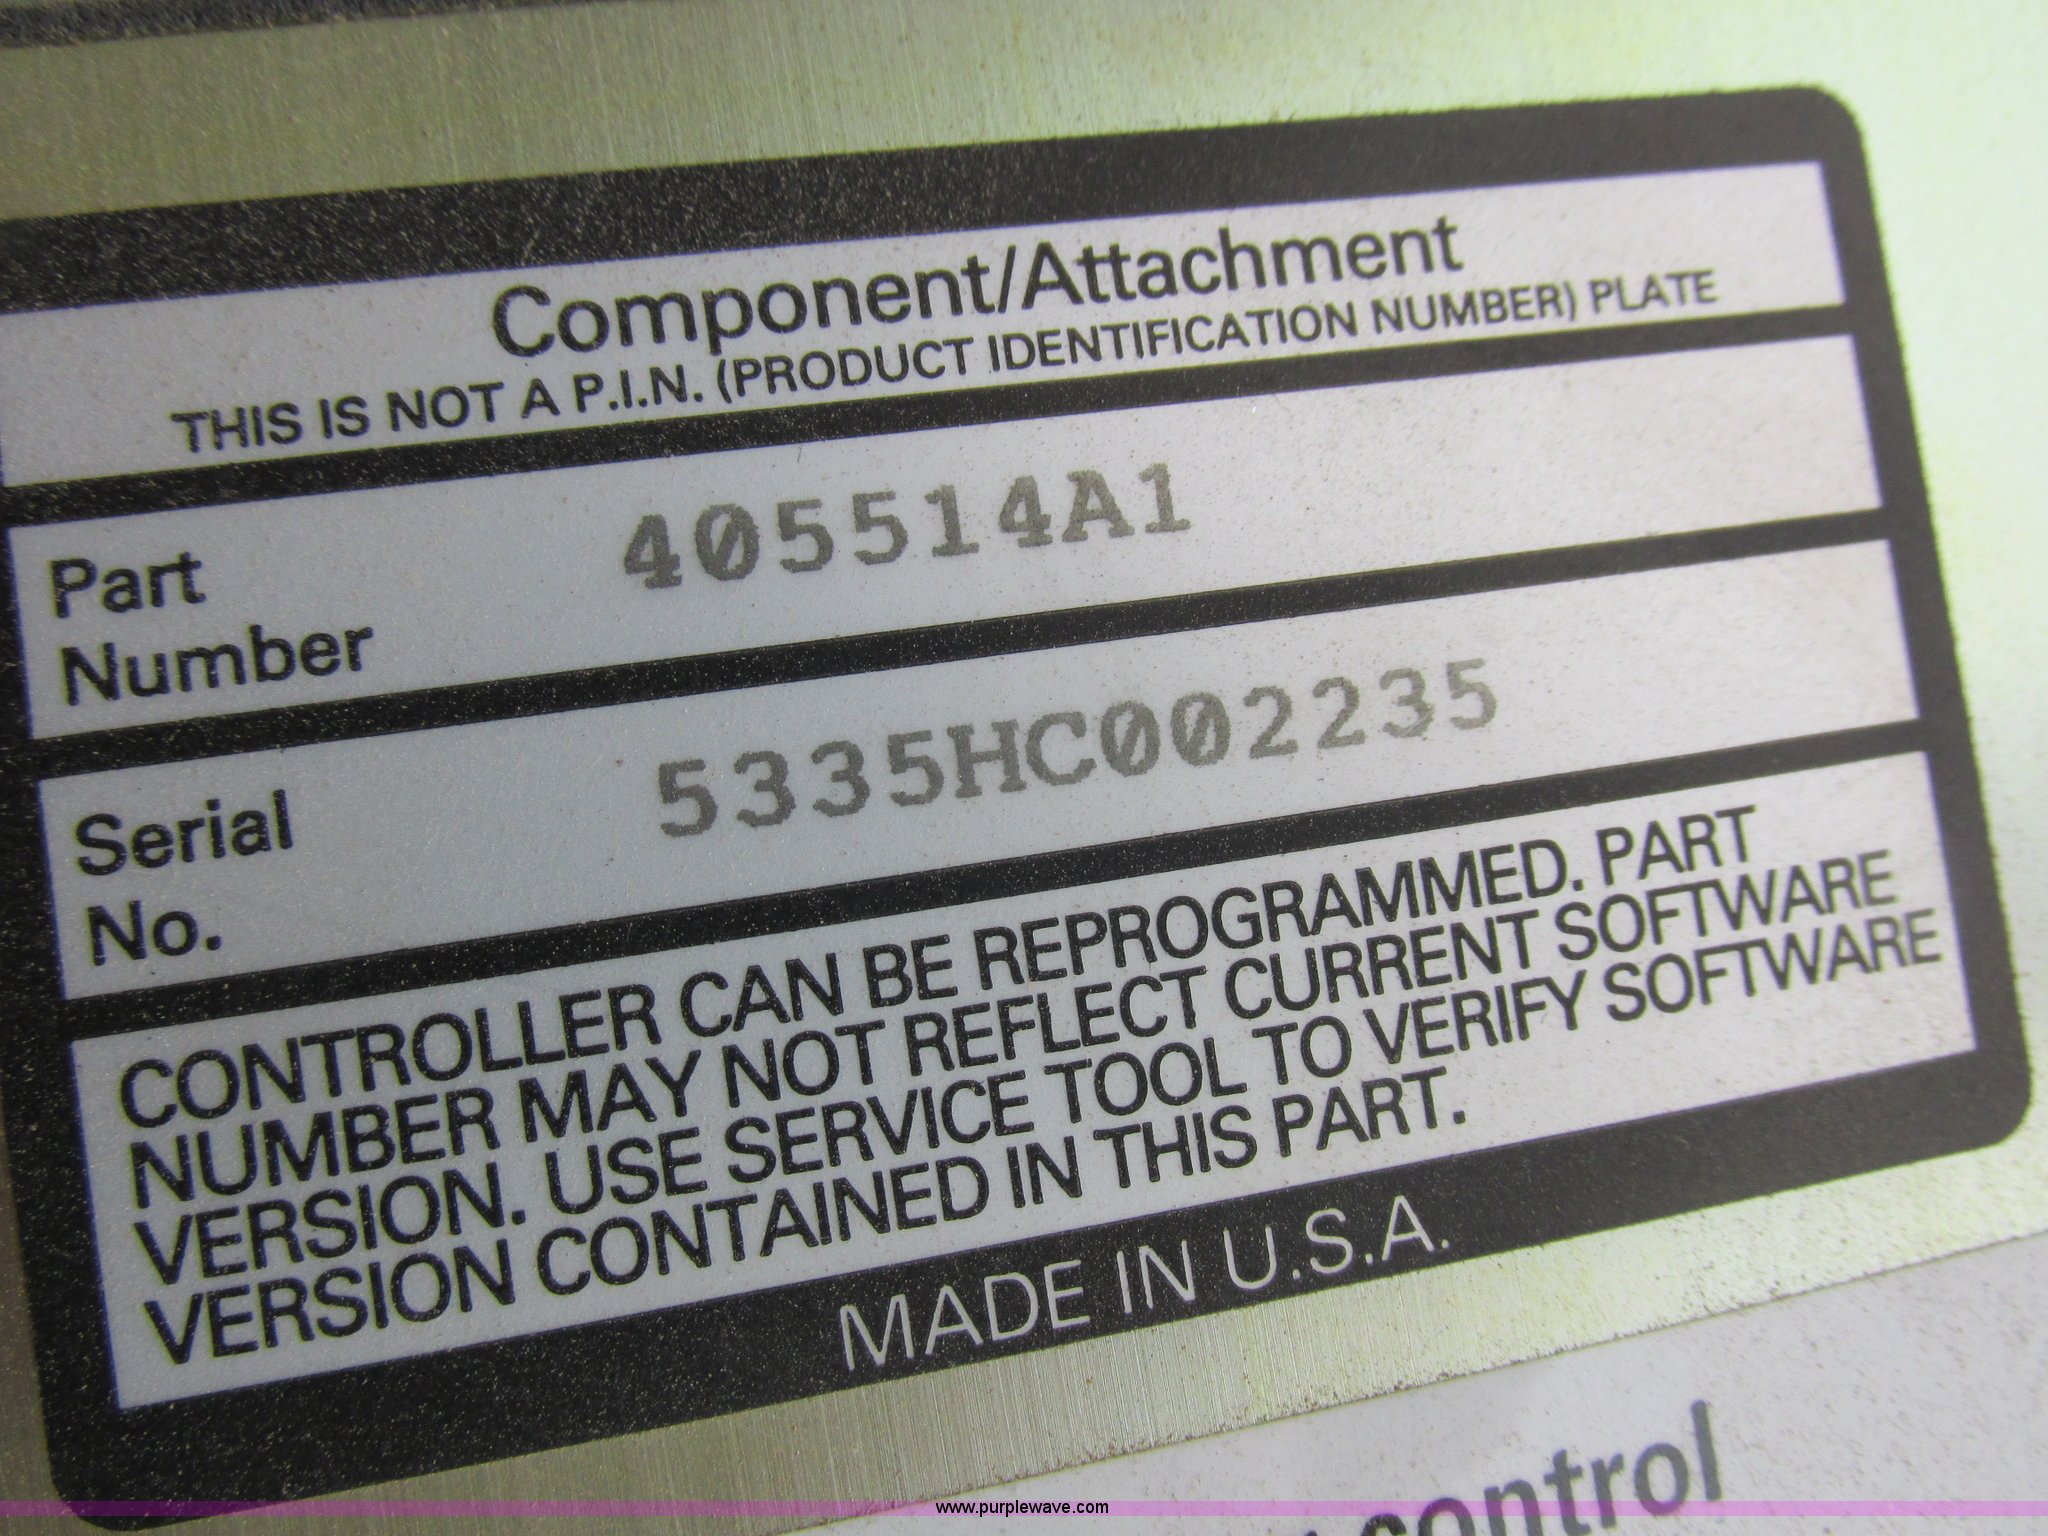 Component/Attachment
THIS IS NOT A P.I.N. (PRODUCT IDENTIFICATION NUMBER) PLATE
Part
Number
405514A1
Serial
No.
5335HC002235
CONTROLLER CAN BE REPROGRAMMED. PART
NUMBER MAY NOT REFLECT CURRENT SOFTWARE
VERSION. USE SERVICE TOOL TO VERIFY SOFTWARE
VERSION CONTAINED IN THIS PART.
MADE IN U.S.A.
control
www.purplewave.com